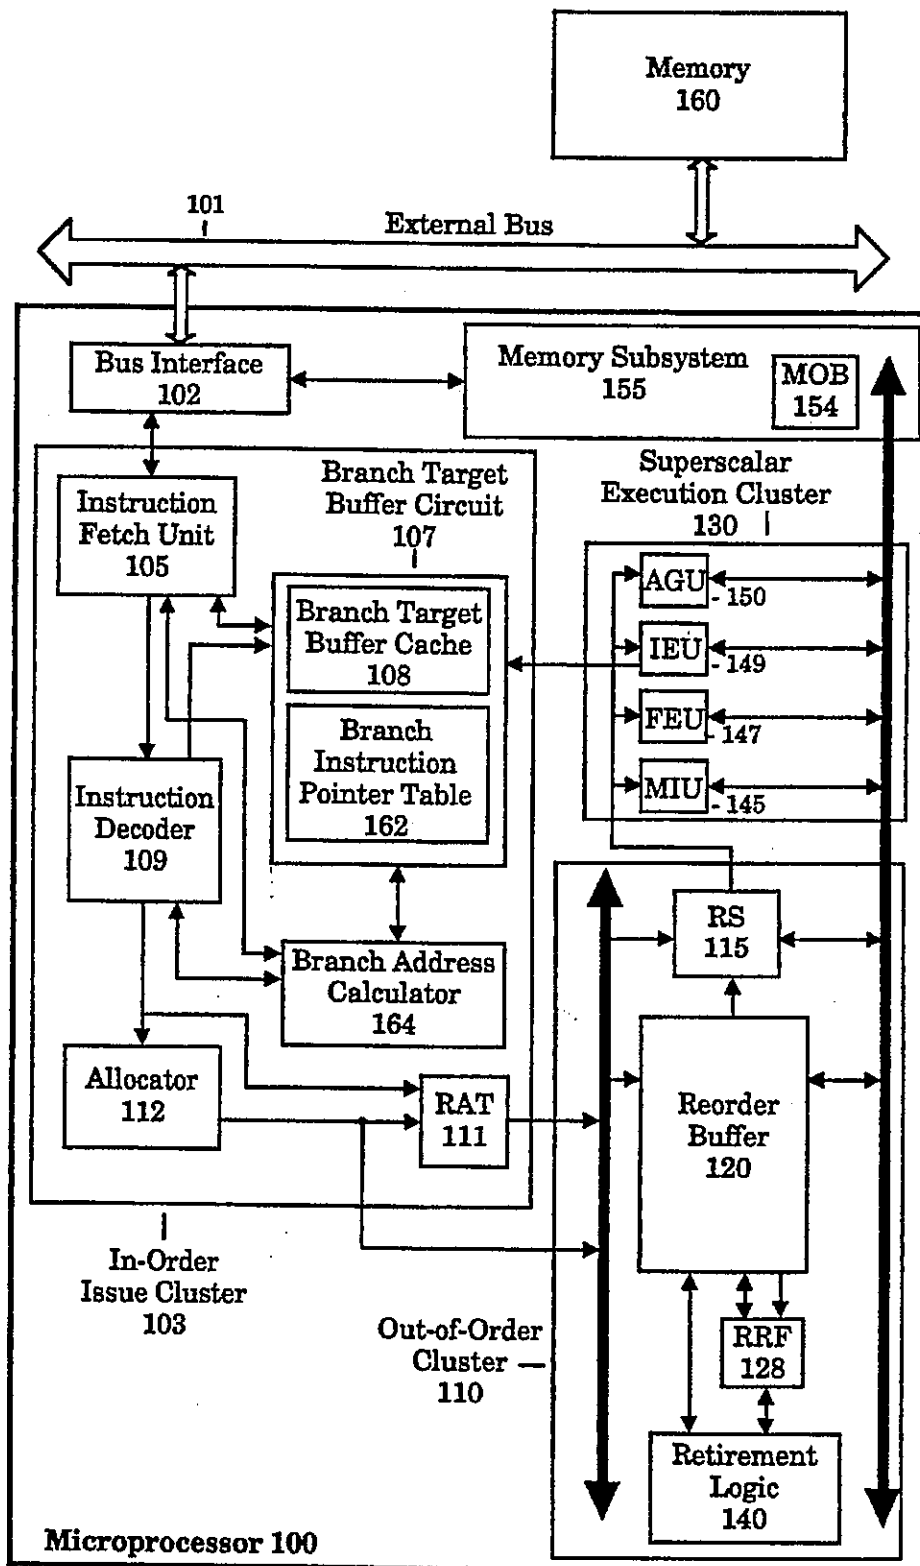 Memory
160
101
External Bus
Bus Interface
102
Memory Subsystem
155
MOB
154
Instruction
Fetch Unit
105
Branch Target
Buffer Circuit
107
Superscalar
Execution Cluster
130
Branch Target
Buffer Cache
108
Branch
Instruction
Pointer Table
162
AGU
- 150
IEU
- 149
FEU
- 147
MIU
- 145
Instruction
Decoder
109
Branch Address
Calculator
164
RS
115
Allocator
112
RAT
111
Reorder
Buffer
120
In-Order
Issue Cluster
103
Out-of-Order
Cluster
110
RRF
128
Retirement
Logic
140
Microprocessor 100